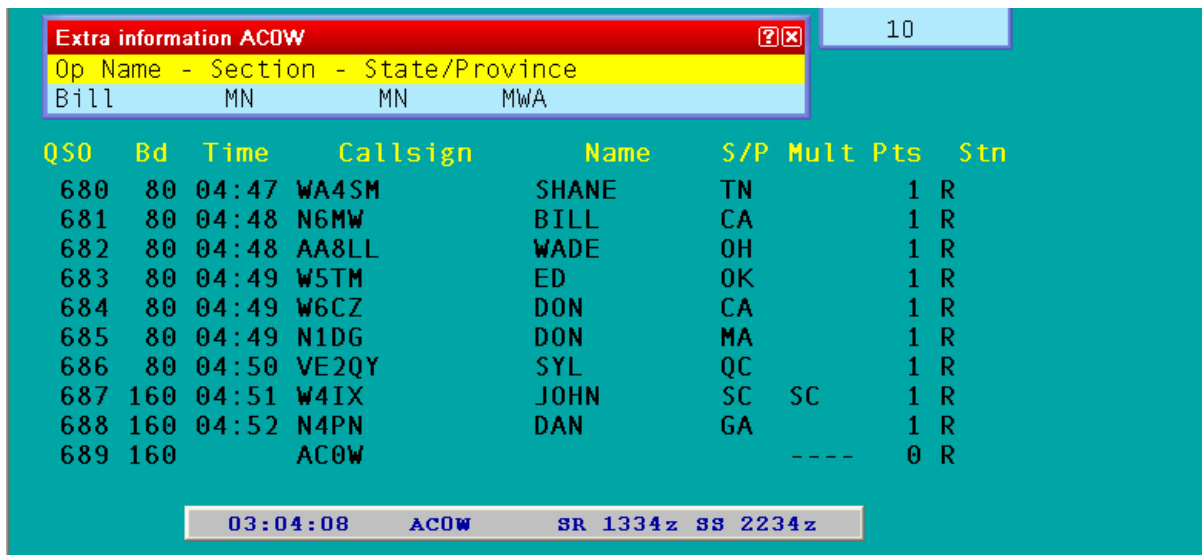 Extra information AC0W
10
Op Name - Section - State/Province
Bill MN MN MWA
QSO Bd Time Callsign Name S/P Mult Pts Stn
680 80 04:47 WA4SM SHANE TN 1 R
681 80 04:48 N6MW BILL CA 1 R
682 80 04:48 AA8LL WADE OH 1 R
683 80 04:49 W5TM ED OK 1 R
684 80 04:49 W6CZ DON CA 1 R
685 80 04:49 N1DG DON MA 1 R
686 80 04:50 VE2QY SYL QC 1 R
687 160 04:51 W4IX JOHN SC SC 1 R
688 160 04:52 N4PN DAN GA 1 R
689 160 AC0W ---- 0 R
03:04:08 AC0W SR 1334z SS 2234z